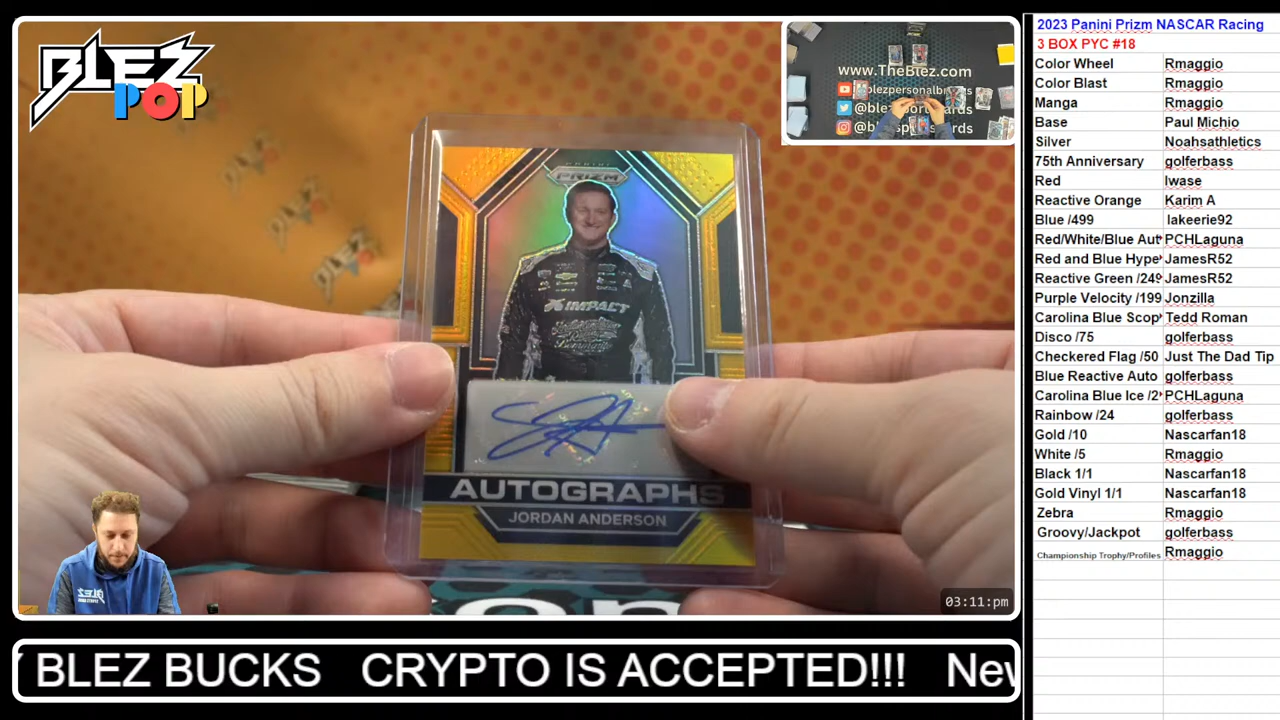 BLEZ
POP
www.TheBlez.com
PANINI
PRIZM
IMPACT
AUTOGRAPHS
JORDAN ANDERSON
BLEZ
03:11:pm
BLEZ BUCKS CRYPTO IS ACCEPTED!!! New
2023 Panini Prizm NASCAR Racing
3 BOX PYC #18
Color Wheel Rmaggio
Color Blast Rmaggio
Manga Rmaggio
Base Paul Michio
Silver Noahsathletics
75th Anniversary golferbass
Red Iwase
Reactive Orange Karim A
Blue /499 lakeerie92
Red/White/Blue Aut PCHLaguna
Red and Blue Hype JamesR52
Reactive Green /249 JamesR52
Purple Velocity /199 Jonzilla
Carolina Blue Scop Tedd Roman
Disco /75 golferbass
Checkered Flag /50 Just The Dad Tip
Blue Reactive Auto golferbass
Carolina Blue Ice /2 PCHLaguna
Rainbow /24 golferbass
Gold /10 Nascarfan18
White /5 Rmaggio
Black 1/1 Nascarfan18
Gold Vinyl 1/1 Nascarfan18
Zebra Rmaggio
Groovy/Jackpot golferbass
Championship Trophy/Profiles Rmaggio